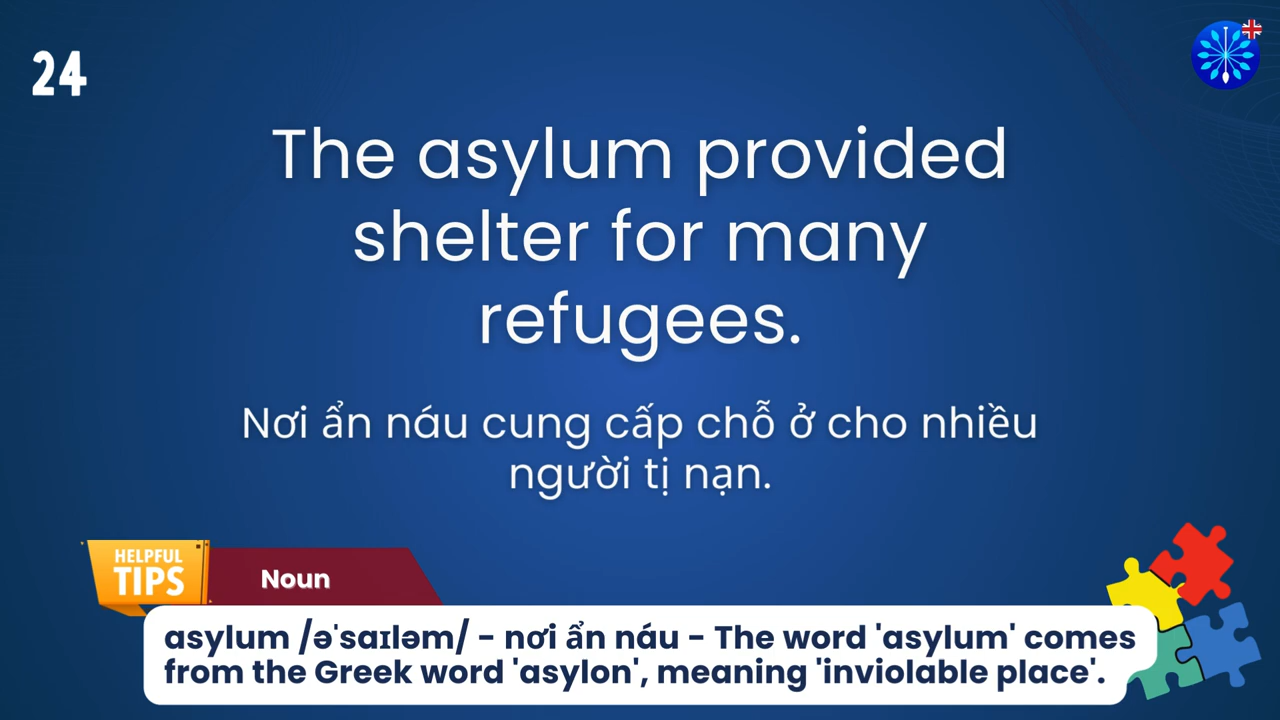 24
The asylum provided
shelter for many
refugees.
Nơi ẩn náu cung cấp chỗ ở cho nhiều
người tị nạn.
HELPFUL
TIPS
Noun
asylum /əˈsaɪləm/ - nơi ẩn náu - The word 'asylum' comes
from the Greek word 'asylon', meaning 'inviolable place'.